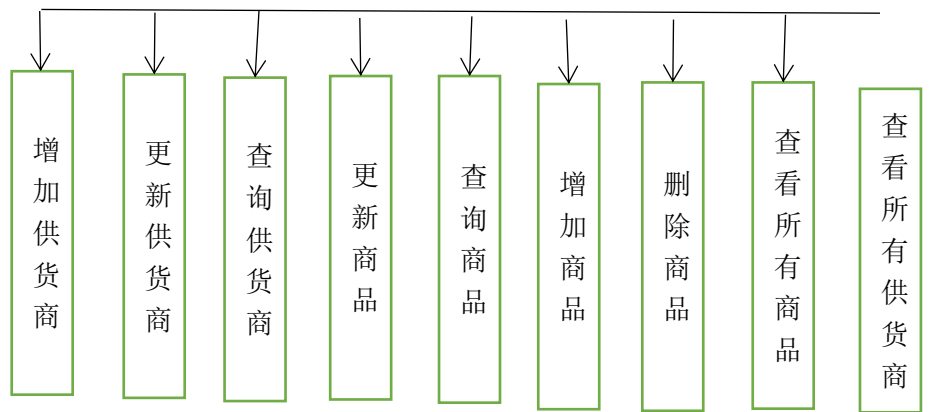 增加供货商
更新供货商
查询供货商
更新商品
查询商品
增加商品
删除商品
查看所有商品
查看所有供货商